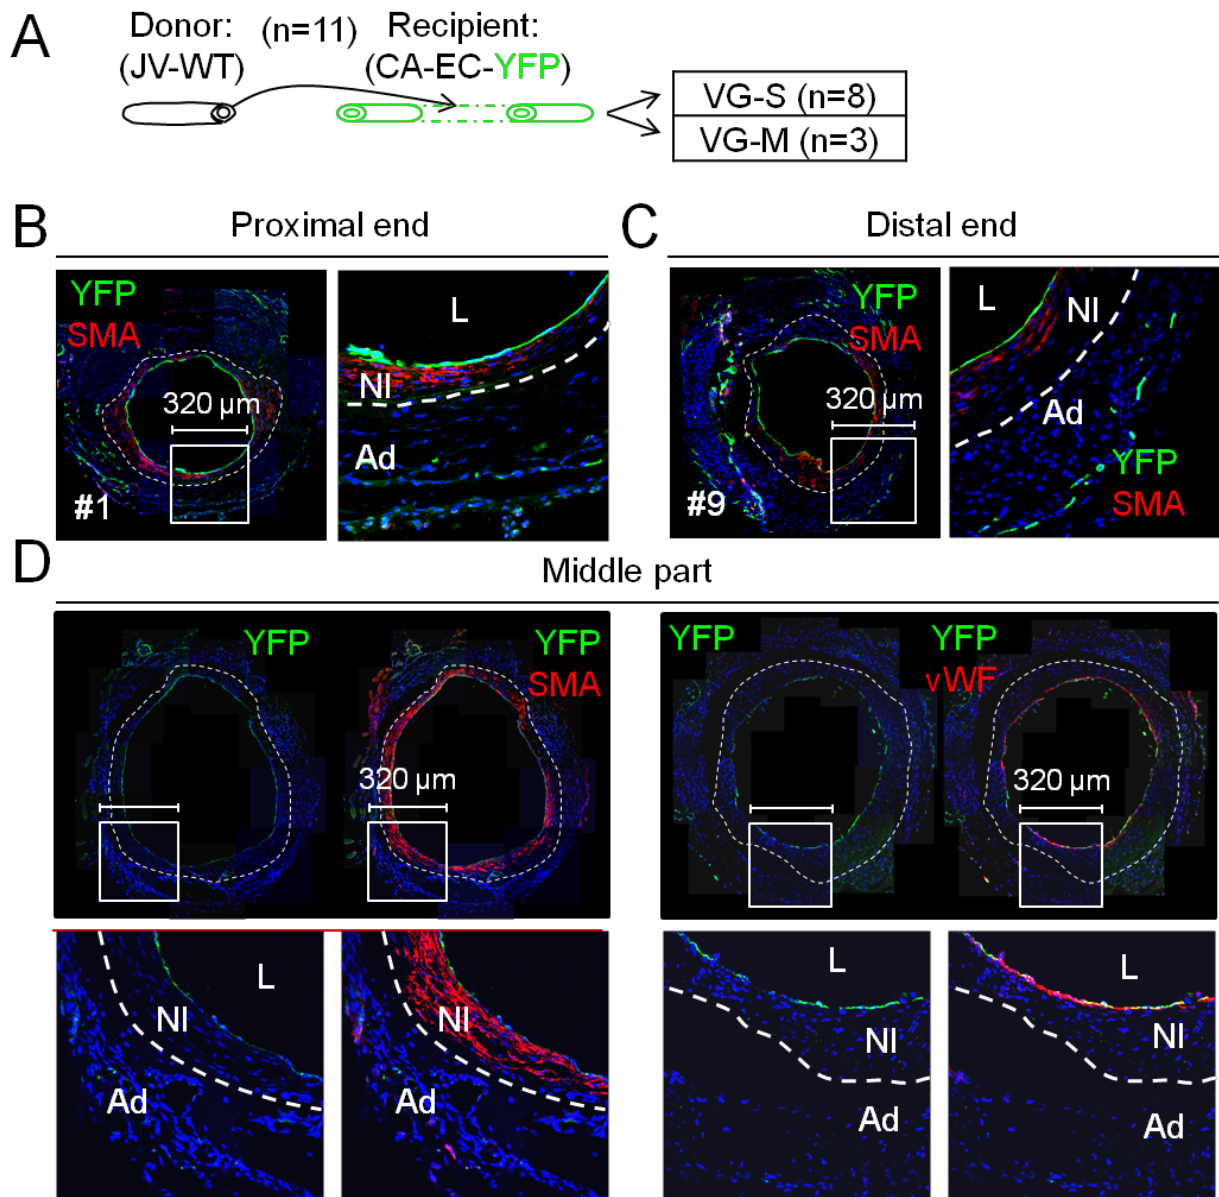 A
Donor: (n=11) Recipient:
(JV-WT) (CA-EC-YFP)
VG-S (n=8)
VG-M (n=3)
B
Proximal end
YFP
SMA
320 µm
#1
L
NI
Ad
C
Distal end
YFP
SMA
320 µm
#9
L
NI
Ad
YFP
SMA
D
Middle part
YFP
YFP
SMA
320 µm
YFP
YFP
vWF
320 µm
L
NI
Ad
NI
Ad
L
NI
Ad
L
NI
Ad